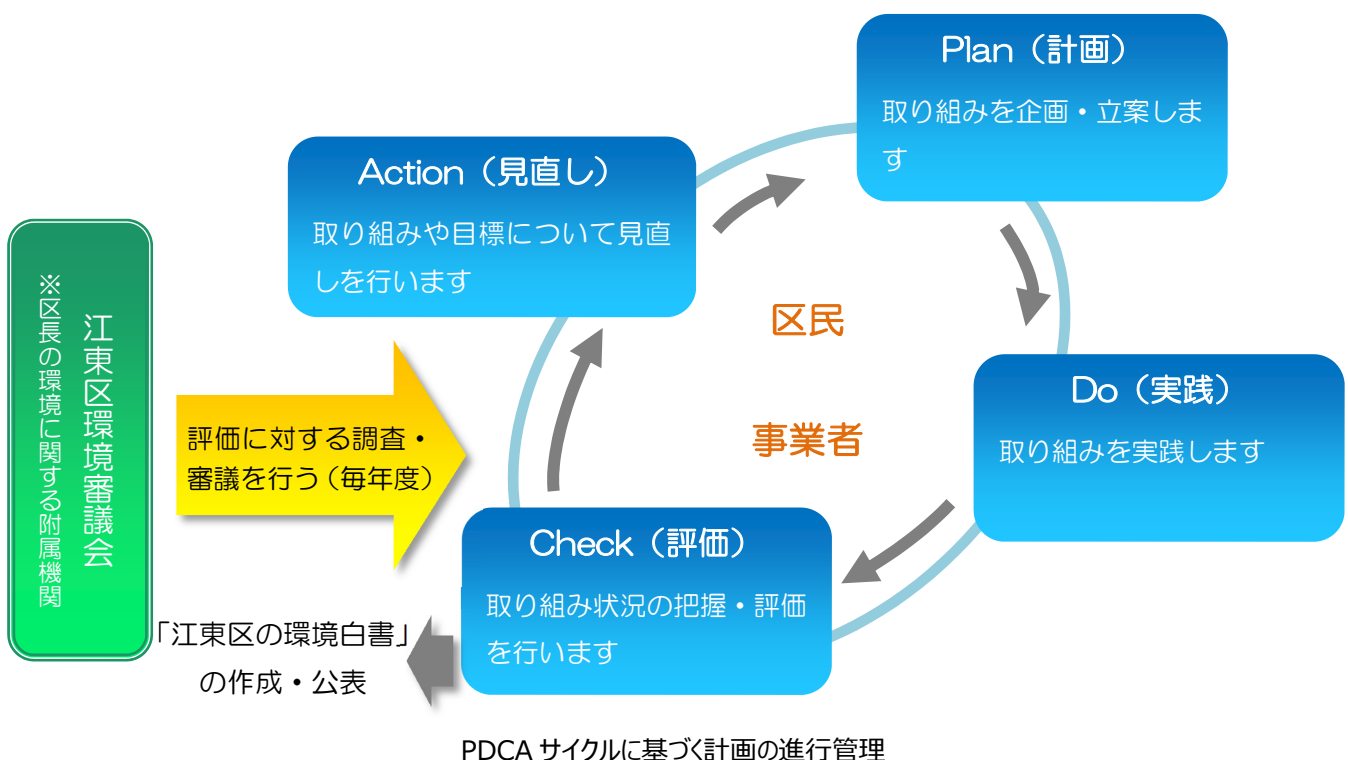 Plan（計画）
取り組みを企画・立案しま
す
Action（見直し）
取り組みや目標について見直
しを行います
江東区環境審議会
※区長の環境に関する附属機関
区民
事業者
Do（実践）
取り組みを実践します
評価に対する調査・
審議を行う（毎年度）
Check（評価）
取り組み状況の把握・評価
を行います
「江東区の環境白書」
の作成・公表
PDCA サイクルに基づく計画の進行管理